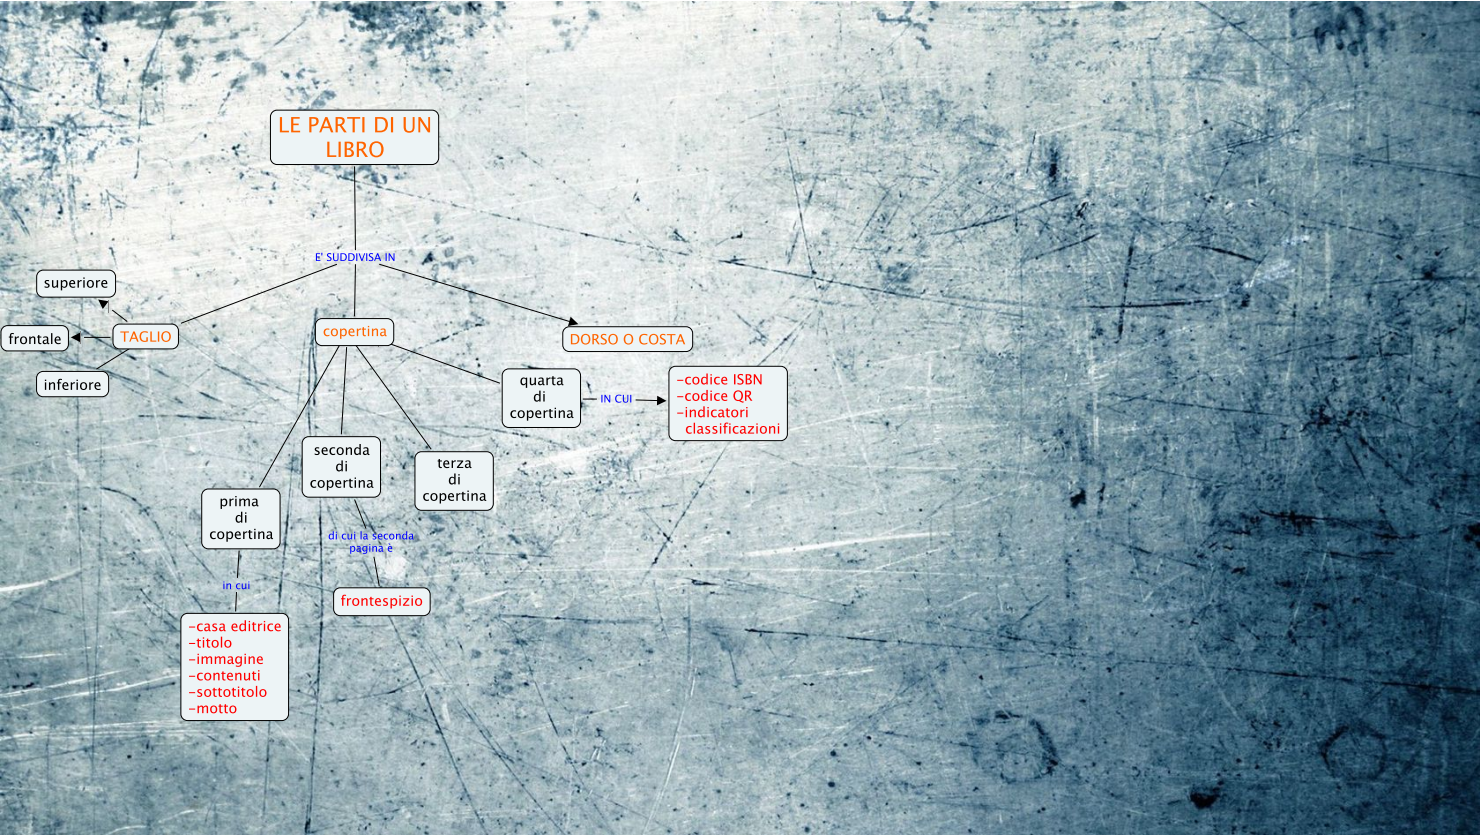 LE PARTI DI UN
LIBRO
E' SUDDIVISA IN
superiore
frontale
TAGLIO
inferiore
copertina
DORSO O COSTA
quarta
di
copertina
IN CUI
-codice ISBN
-codice QR
-indicatori
classificazioni
seconda
di
copertina
terza
di
copertina
prima
di
copertina
di cui la seconda
pagina è
in cui
frontespizio
-casa editrice
-titolo
-immagine
-contenuti
-sottotitolo
-motto